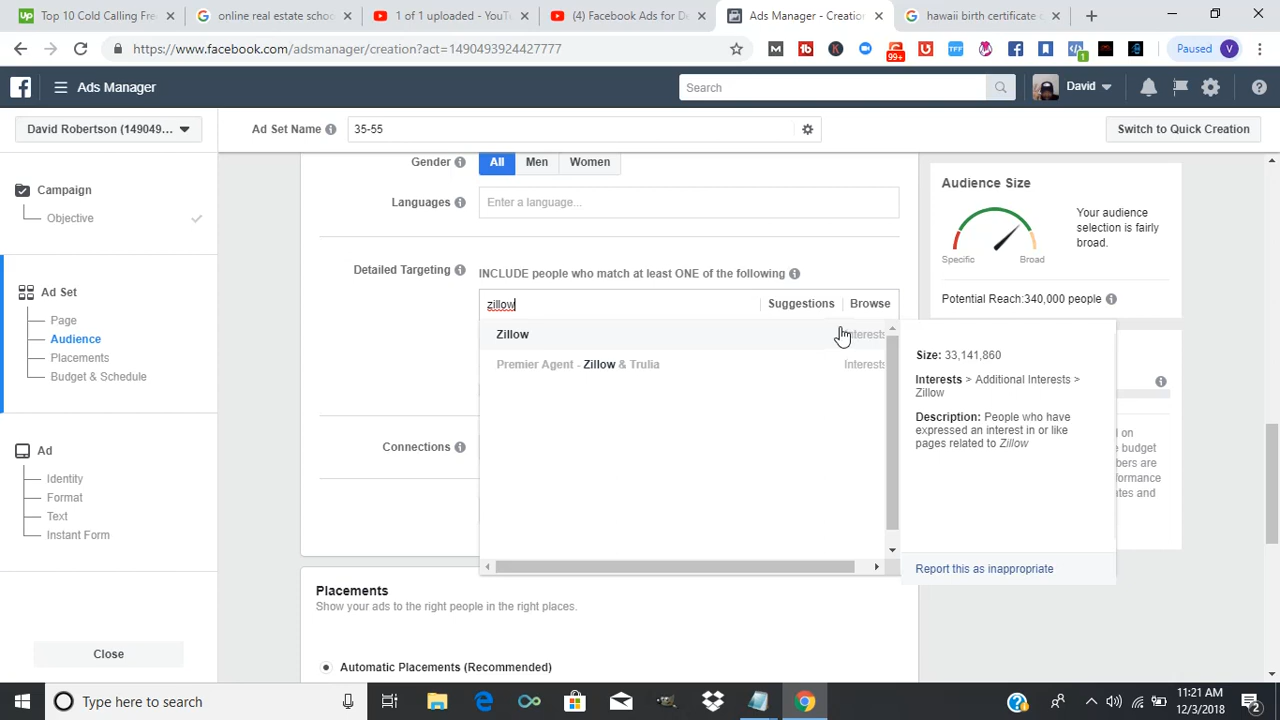 Top 10 Cold Calling Free
online real estate schoo
1 of 1 uploaded - YouTu
(4) Facebook Ads for De
Ads Manager - Creation
hawaii birth certificate c
https://www.facebook.com/adsmanager/creation?act=1490493924427777
99+
TFF
1
Paused
V
Ads Manager
Search
David
David Robertson (149049...
Ad Set Name
35-55
Switch to Quick Creation
Campaign
Objective
Ad Set
Page
Audience
Placements
Budget & Schedule
Ad
Identity
Format
Text
Instant Form
Close
Gender
All
Men
Women
Languages
Enter a language...
Detailed Targeting
INCLUDE people who match at least ONE of the following
zillow
Suggestions
Browse
Zillow
Interests
Premier Agent - Zillow & Trulia
Interests
Connections
Size: 33,141,860
Interests > Additional Interests >
Zillow
Description: People who have
expressed an interest in or like
pages related to Zillow
Report this as inappropriate
Audience Size
Specific
Broad
Your audience
selection is fairly
broad.
Potential Reach:340,000 people
d on
budget
bers are
formance
ates and
Placements
Show your ads to the right people in the right places.
Automatic Placements (Recommended)
Type here to search
11:21 AM
12/3/2018
2